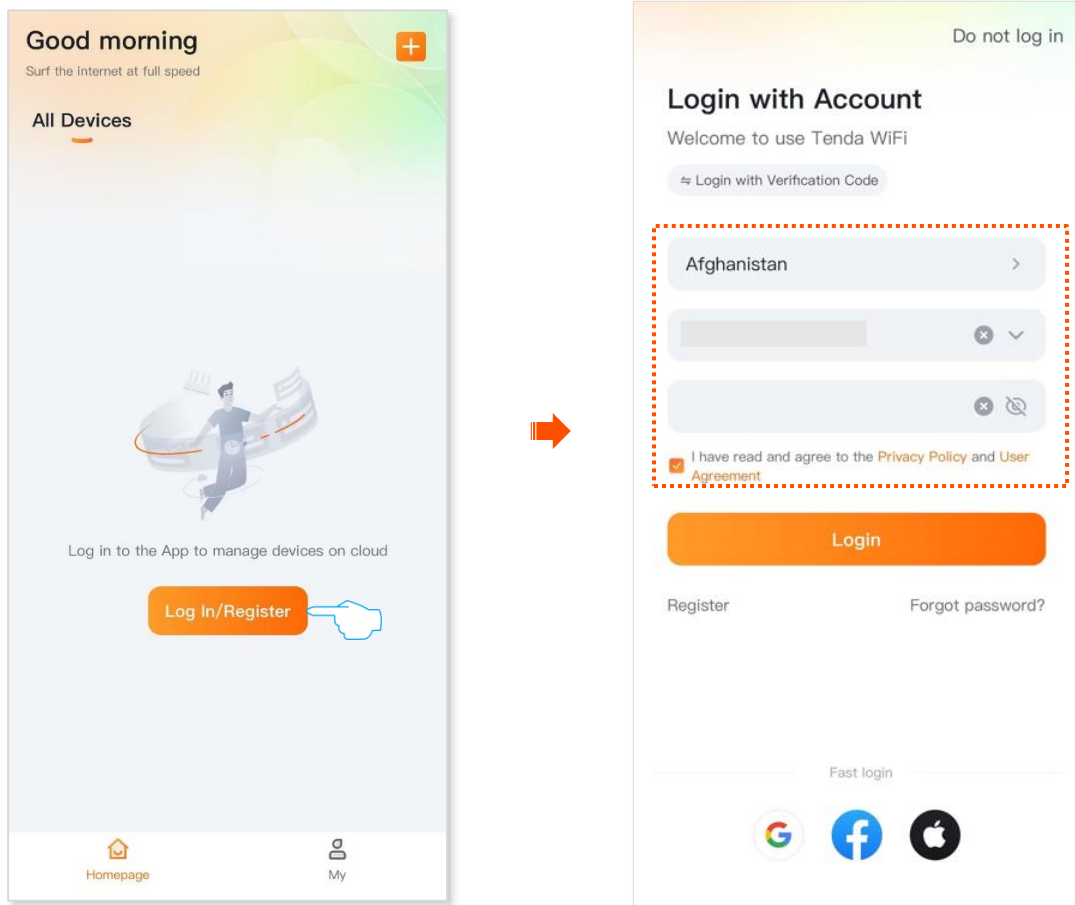 Good morning
Surf the internet at full speed
All Devices
Log in to the App to manage devices on cloud
Log In/Register
Homepage
My
Do not log in
Login with Account
Welcome to use Tenda WiFi
⇋ Login with Verification Code
Afghanistan
I have read and agree to the Privacy Policy and User
Agreement
Login
Register
Forgot password?
Fast login